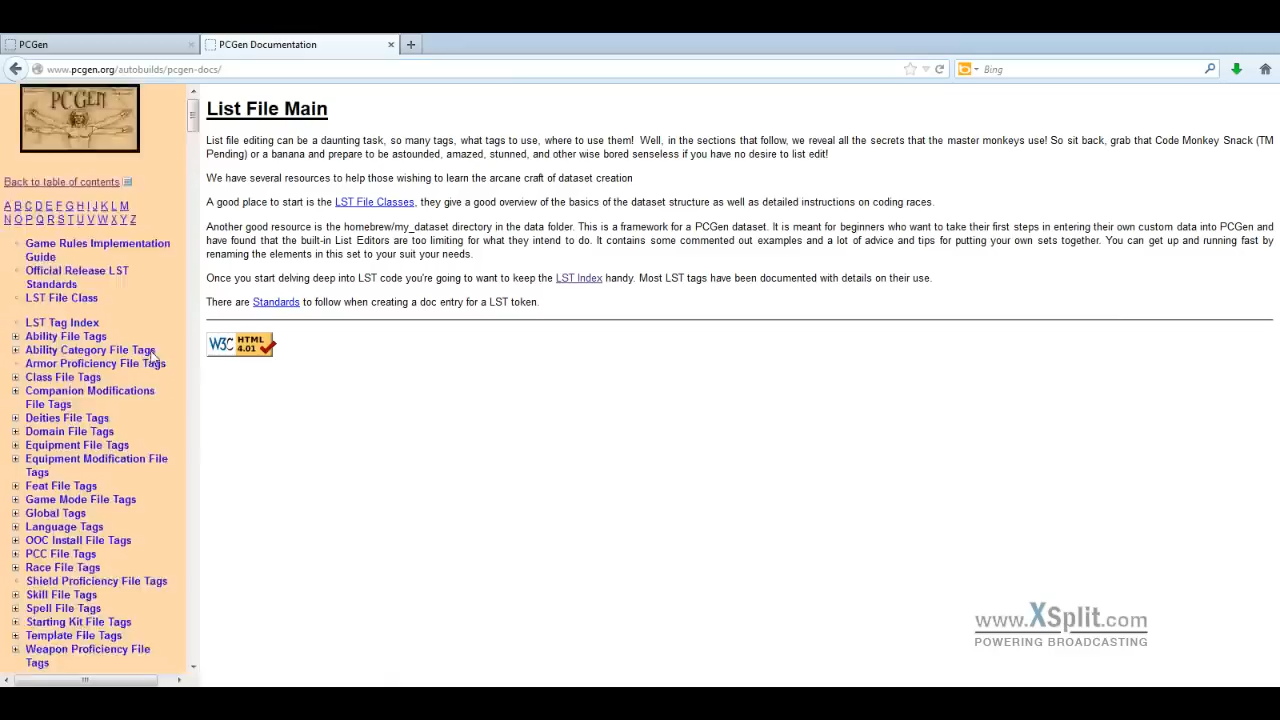 PCGen
PCGen Documentation
www.pcgen.org/autobuilds/pcgen-docs/
Bing
PCGEN
Back to table of contents
A B C D E F G H I J K L M
N O P Q R S T U V W X Y Z
Game Rules Implementation
Guide
Official Release LST
Standards
LST File Class
LST Tag Index
Ability File Tags
Ability Category File Tags
Armor Proficiency File Tags
Class File Tags
Companion Modifications
File Tags
Deities File Tags
Domain File Tags
Equipment File Tags
Equipment Modification File
Tags
Feat File Tags
Game Mode File Tags
Global Tags
Language Tags
OOC Install File Tags
PCC File Tags
Race File Tags
Shield Proficiency File Tags
Skill File Tags
Spell File Tags
Starting Kit File Tags
Template File Tags
Weapon Proficiency File
Tags
List File Main
List file editing can be a daunting task, so many tags, what tags to use, where to use them! Well, in the sections that follow, we reveal all the secrets that the master monkeys use! So sit back, grab that Code Monkey Snack (TM
Pending) or a banana and prepare to be astounded, amazed, stunned, and other wise bored senseless if you have no desire to list edit!
We have several resources to help those wishing to learn the arcane craft of dataset creation
A good place to start is the LST File Classes, they give a good overview of the basics of the dataset structure as well as detailed instructions on coding races.
Another good resource is the homebrew/my_dataset directory in the data folder. This is a framework for a PCGen dataset. It is meant for beginners who want to take their first steps in entering their own custom data into PCGen and
have found that the built-in List Editors are too limiting for what they intend to do. It contains some commented out examples and a lot of advice and tips for putting your own sets together. You can get up and running fast by
renaming the elements in this set to your suit your needs.
Once you start delving deep into LST code you're going to want to keep the LST Index handy. Most LST tags have been documented with details on their use.
There are Standards to follow when creating a doc entry for a LST token.
W3C HTML
4.01
www.XSplit.com
POWERING BROADCASTING